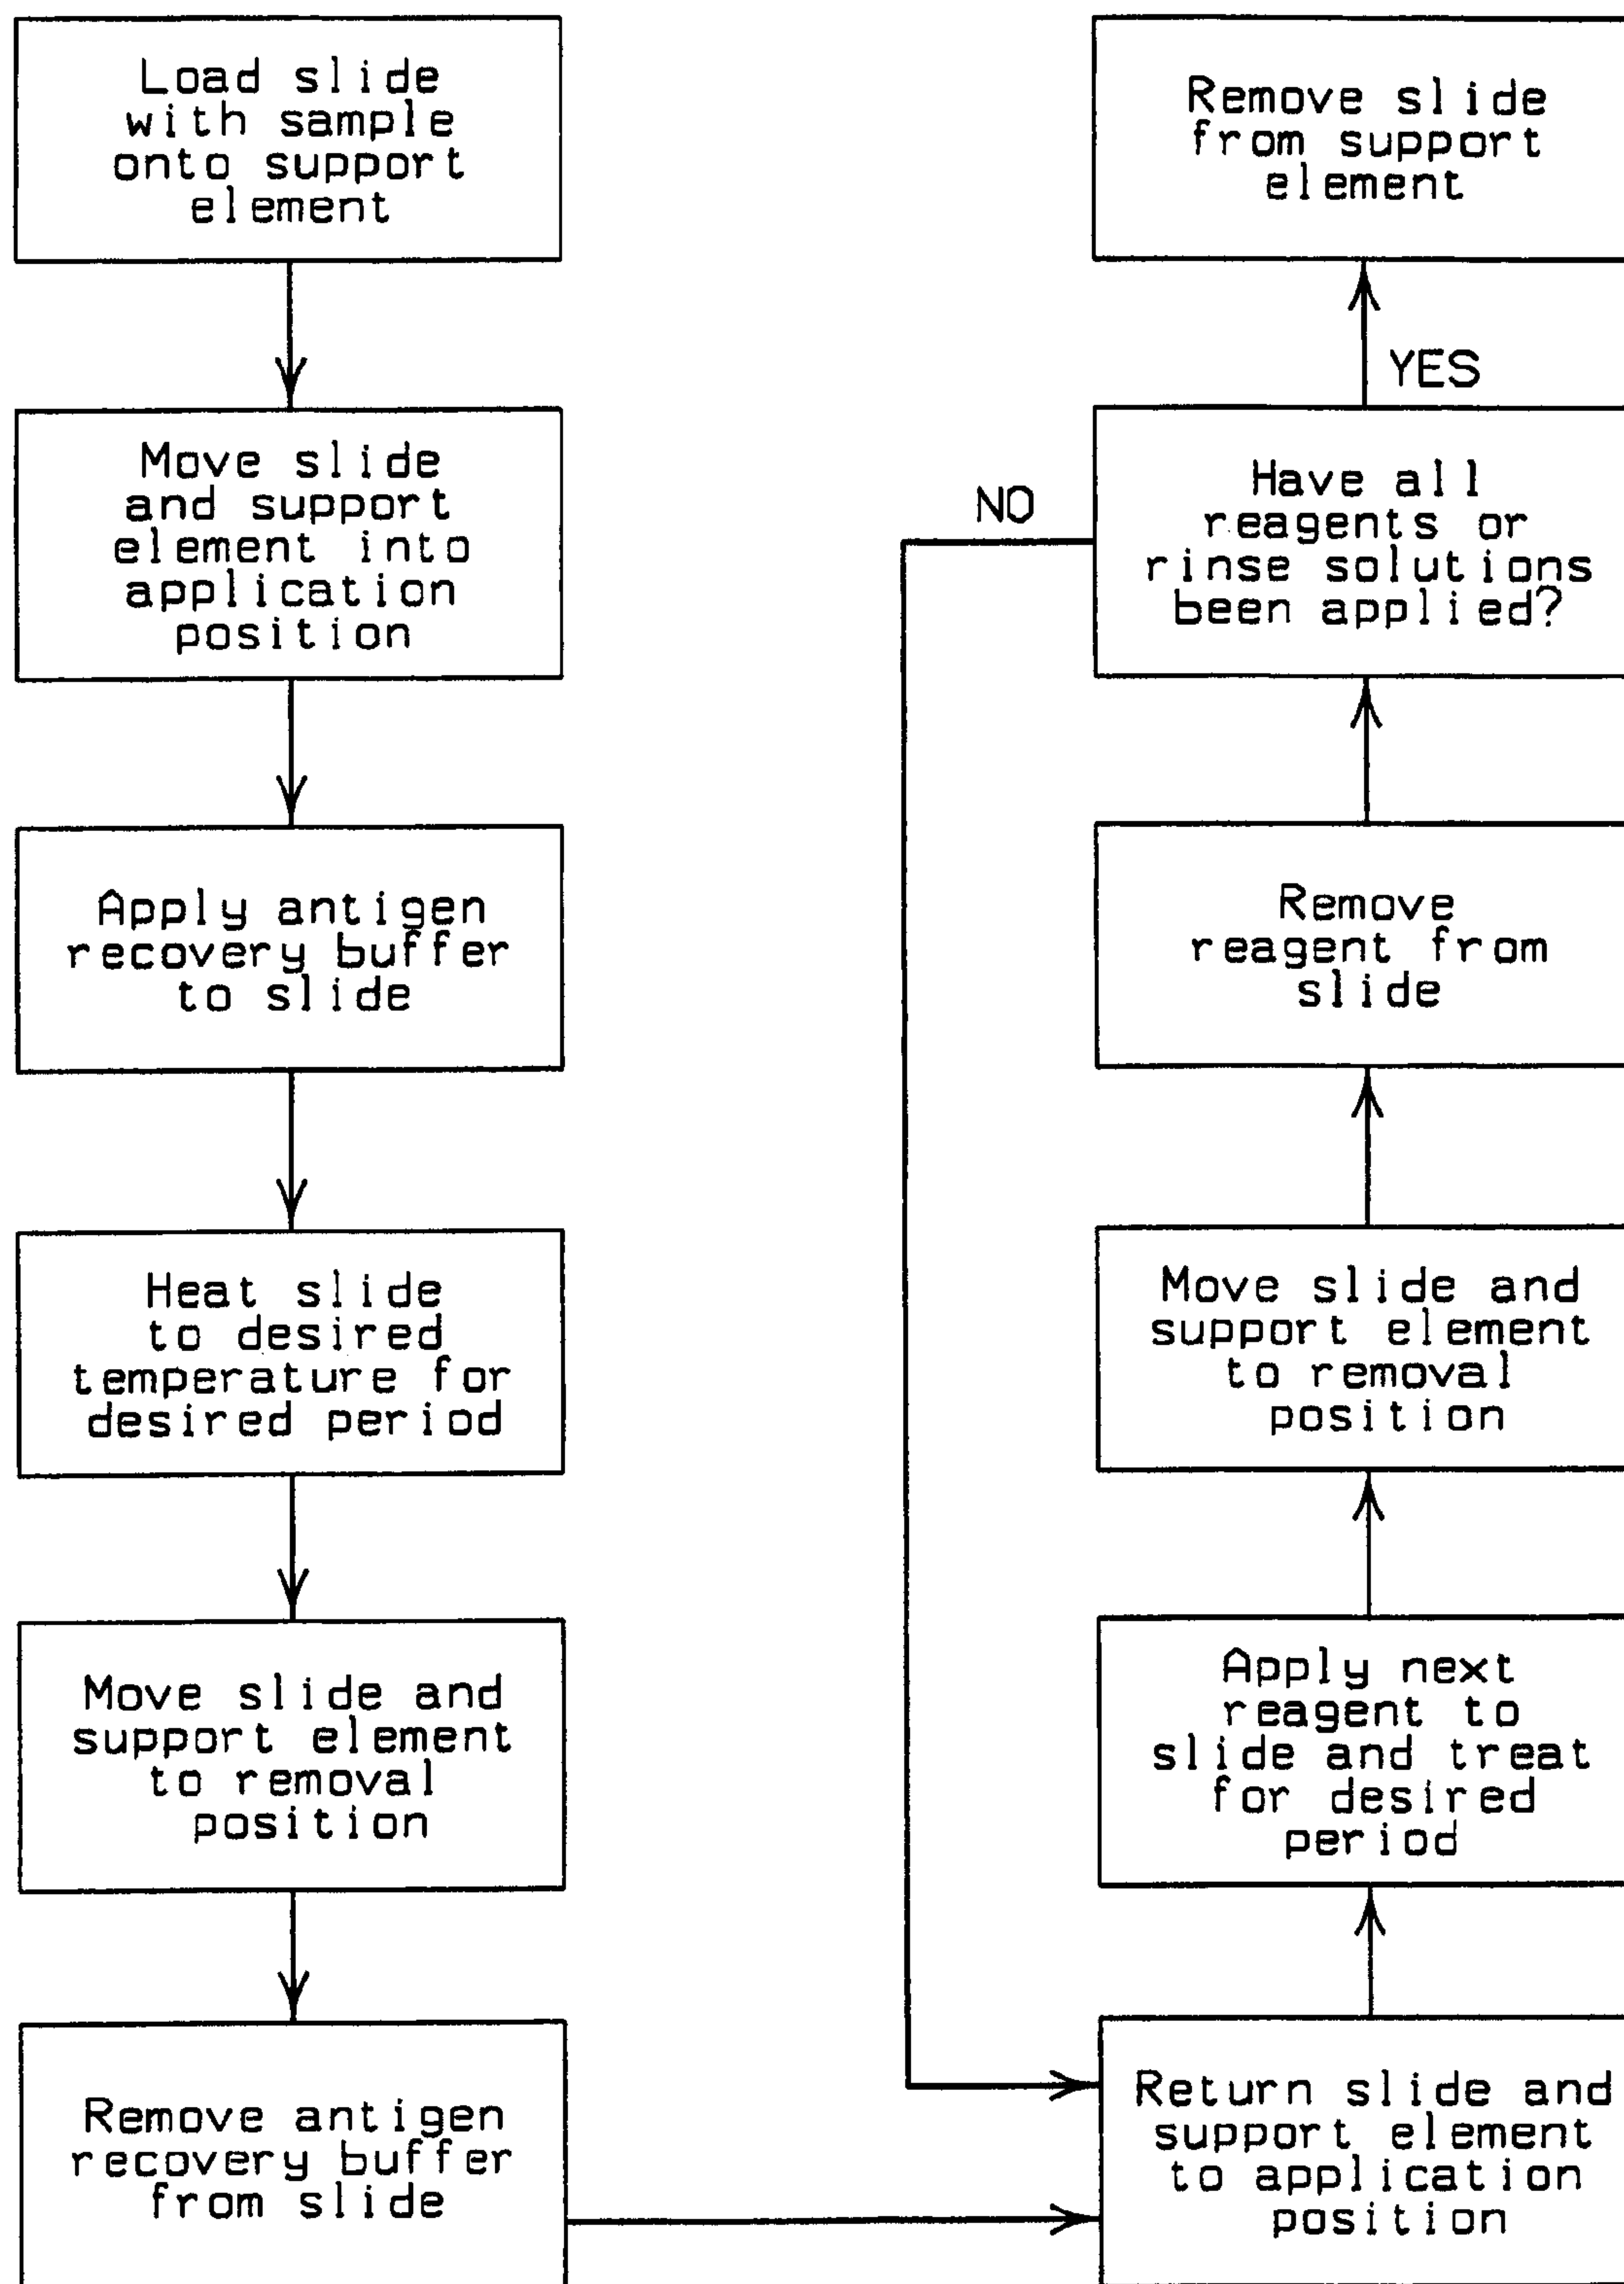 Load slide
with sample
onto support
element
Move slide
and support
element into
application
position
Apply antigen
recovery buffer
to slide
Heat slide
to desired
temperature for
desired period
Move slide and
support element
to removal
position
Remove antigen
recovery buffer
from slide
Remove slide
from support
element
YES
Have all
reagents or
rinse solutions
been applied?
NO
Remove
reagent from
slide
Move slide and
support element
to removal
position
Apply next
reagent to
slide and treat
for desired
period
Return slide and
support element
to application
position